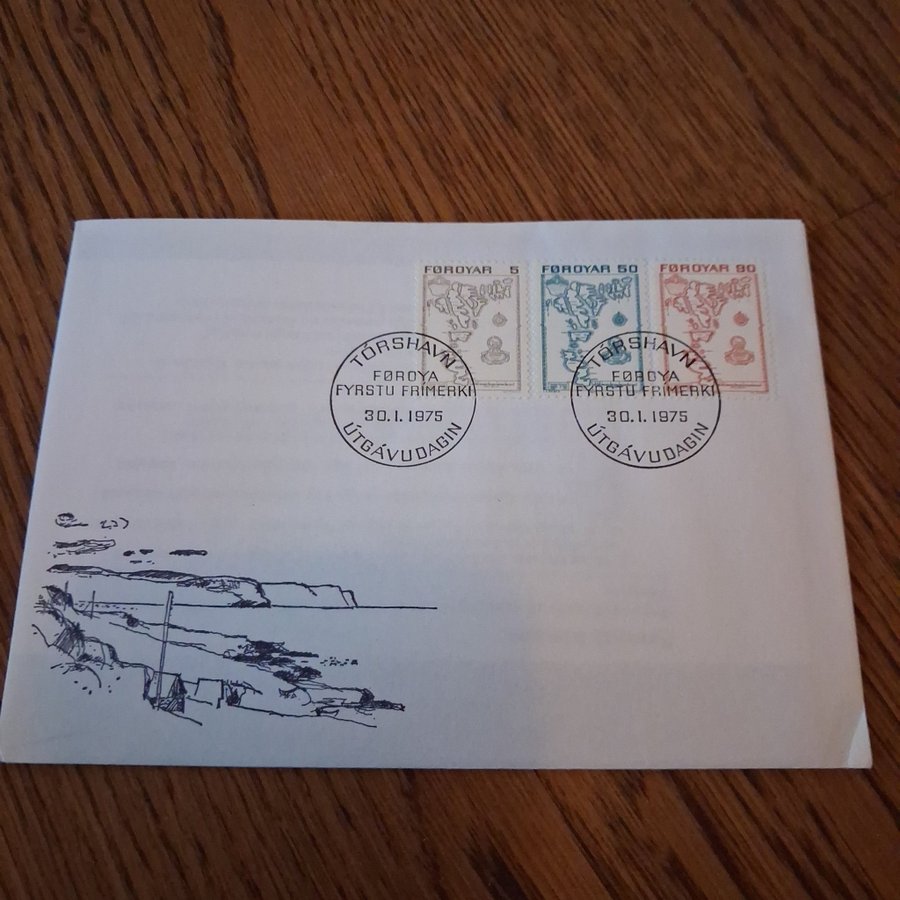 FØROYAR 5
FØROYAR 50
FØROYAR 90
TÓRSHAVN
FØROYA
FYRSTU FRÍMERKI
30.1.1975
ÚTGÁVUDAGIN
TÓRSHAVN
FØROYA
FYRSTU FRÍMERKI
30.1.1975
ÚTGÁVUDAGIN